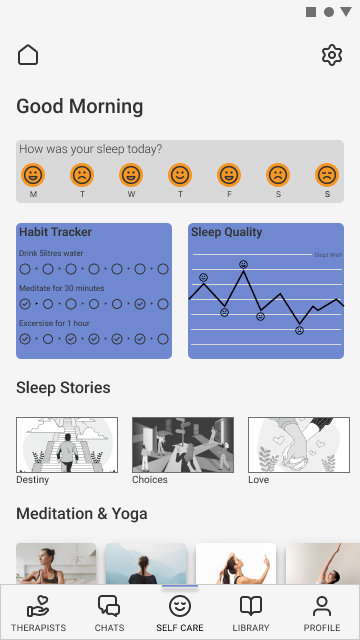 Good Morning
How was your sleep today?
M T W T F S S
Habit Tracker
Drink 5litres water
Meditate for 30 minutes
Excersise for 1 hour
Sleep Quality
Slept Well
Sleep Stories
Destiny
Choices
Love
Meditation & Yoga
THERAPISTS
CHATS
SELF CARE
LIBRARY
PROFILE